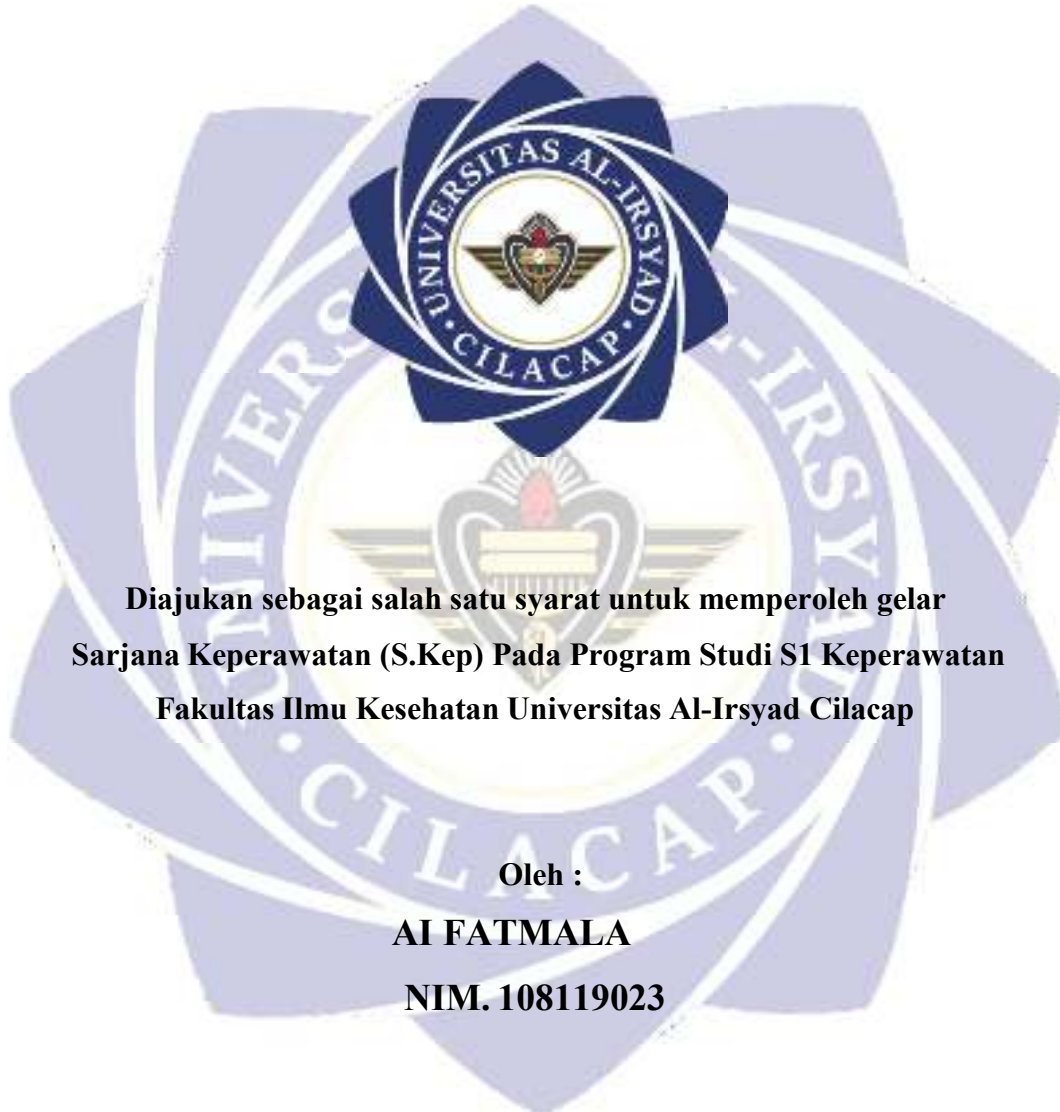 UNIVERSITAS AL-IRSYAD
CILACAP
Diajukan sebagai salah satu syarat untuk memperoleh gelar
Sarjana Keperawatan (S.Kep) Pada Program Studi S1 Keperawatan
Fakultas Ilmu Kesehatan Universitas Al-Irsyad Cilacap
Oleh :
AI FATMALA
NIM. 108119023